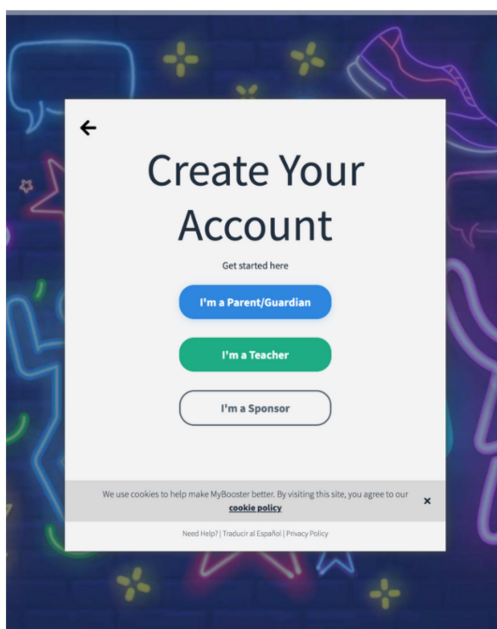 Create Your
Account
Get started here
I'm a Parent/Guardian
I'm a Teacher
I'm a Sponsor
We use cookies to help make MyBooster better. By visiting this site, you agree to our
cookie policy
Need Help? | Traducir al Español | Privacy Policy